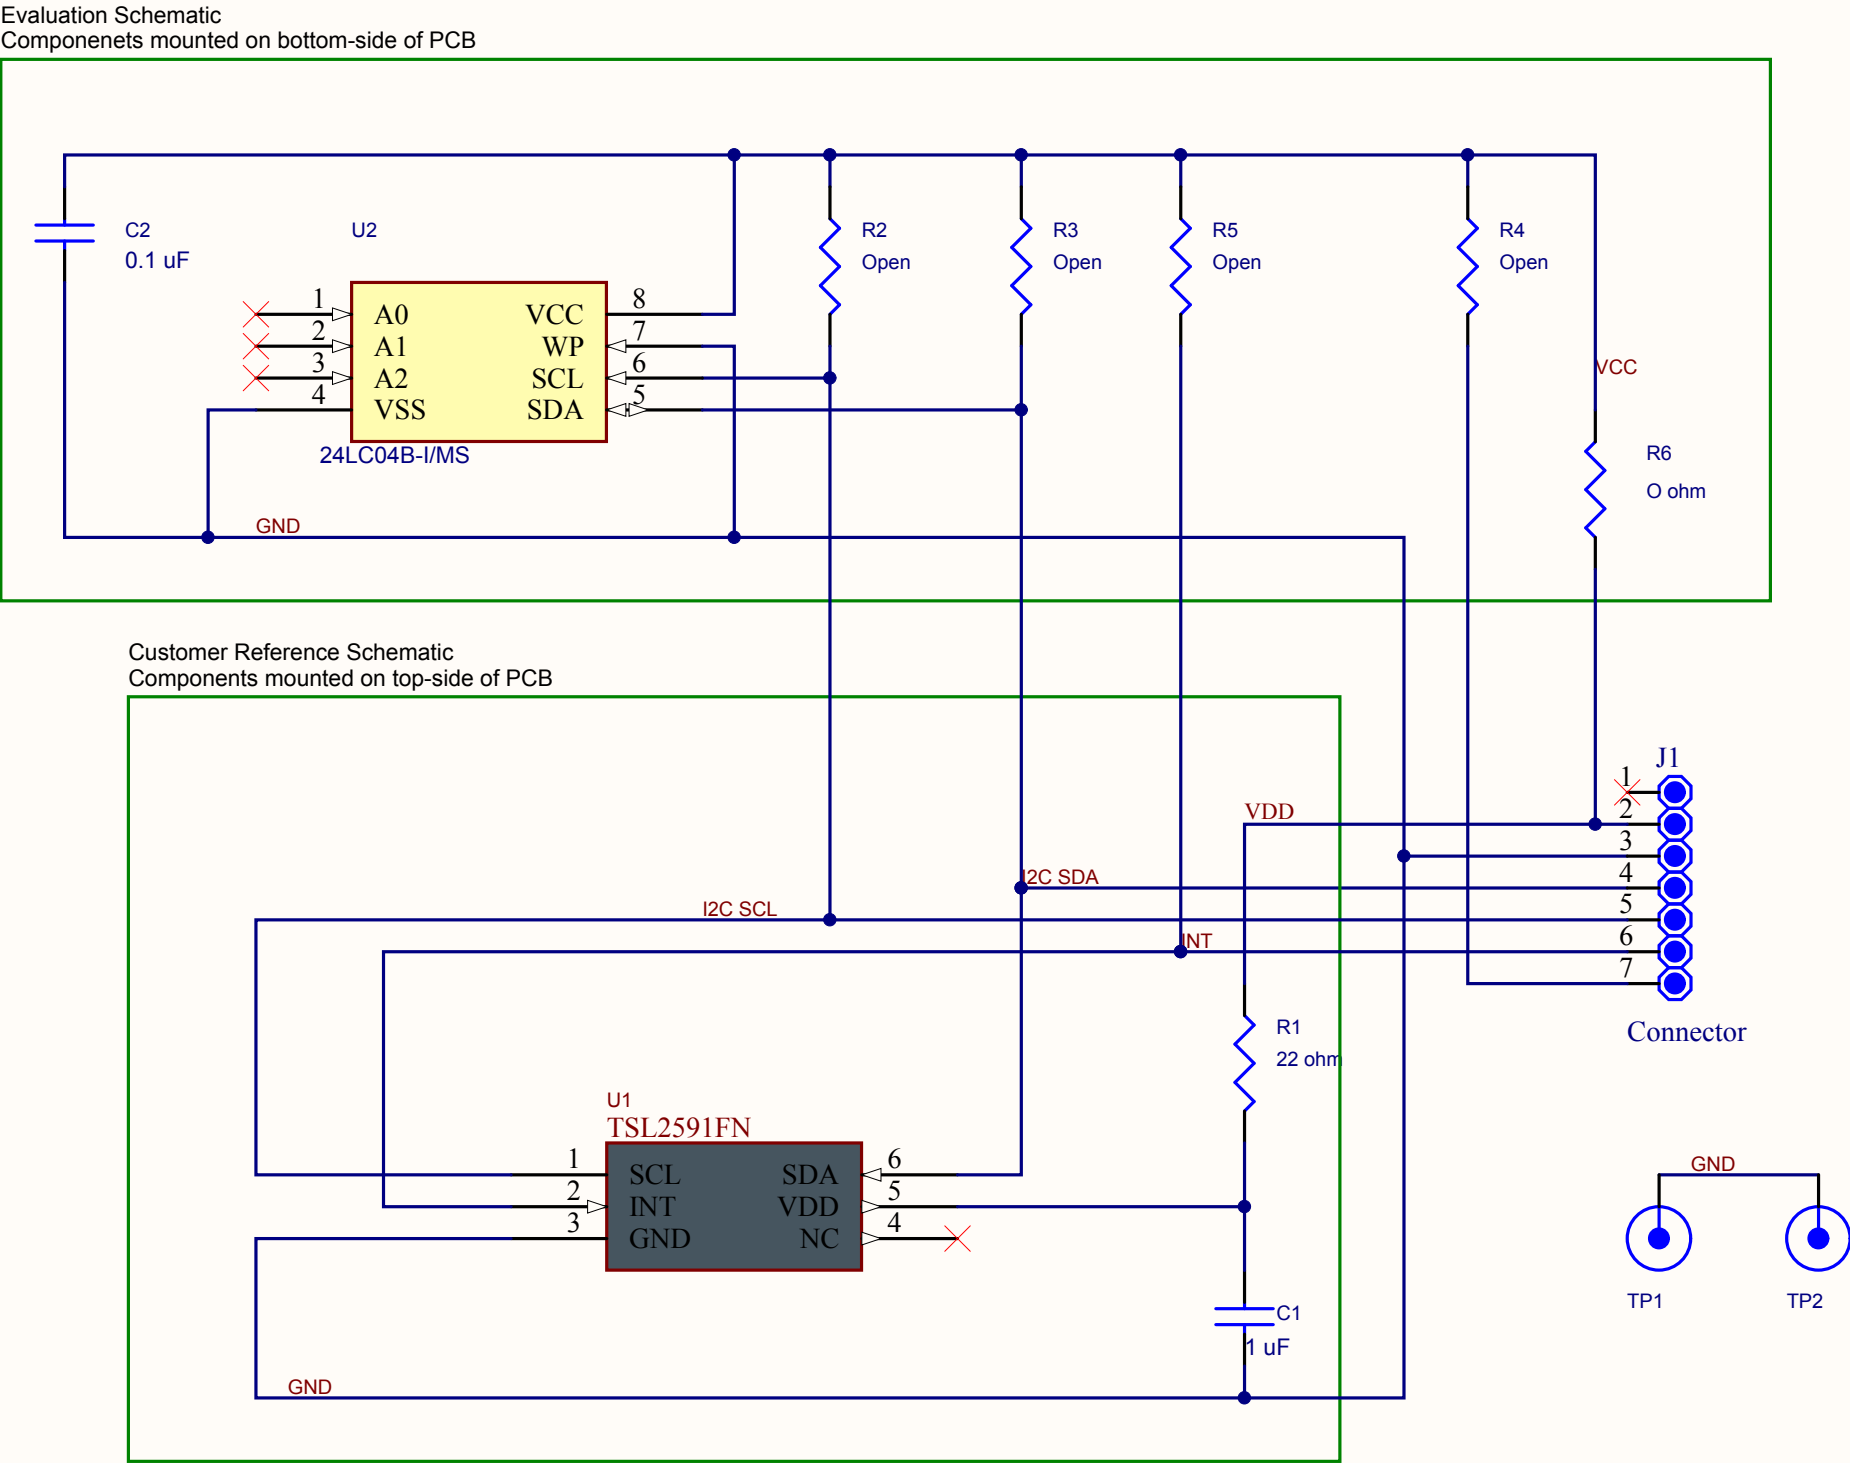 Evaluation Schematic
Componenets mounted on bottom-side of PCB
C2
0.1 uF
U2
R2
Open
R3
Open
R5
Open
R4
Open
1 A0 VCC 8
2 A1 WP 7
3 A2 SCL 6
4 VSS SDA 5
24LC04B-I/MS
VCC
R6
O ohm
GND
Customer Reference Schematic
Components mounted on top-side of PCB
J1
1
2
3
4
5
6
7
Connector
VDD
I2C SDA
I2C SCL
INT
R1
22 ohm
U1
TSL2591FN
1 SCL SDA 6
2 INT VDD 5
3 GND NC 4
C1
1 uF
GND
GND
TP1
TP2